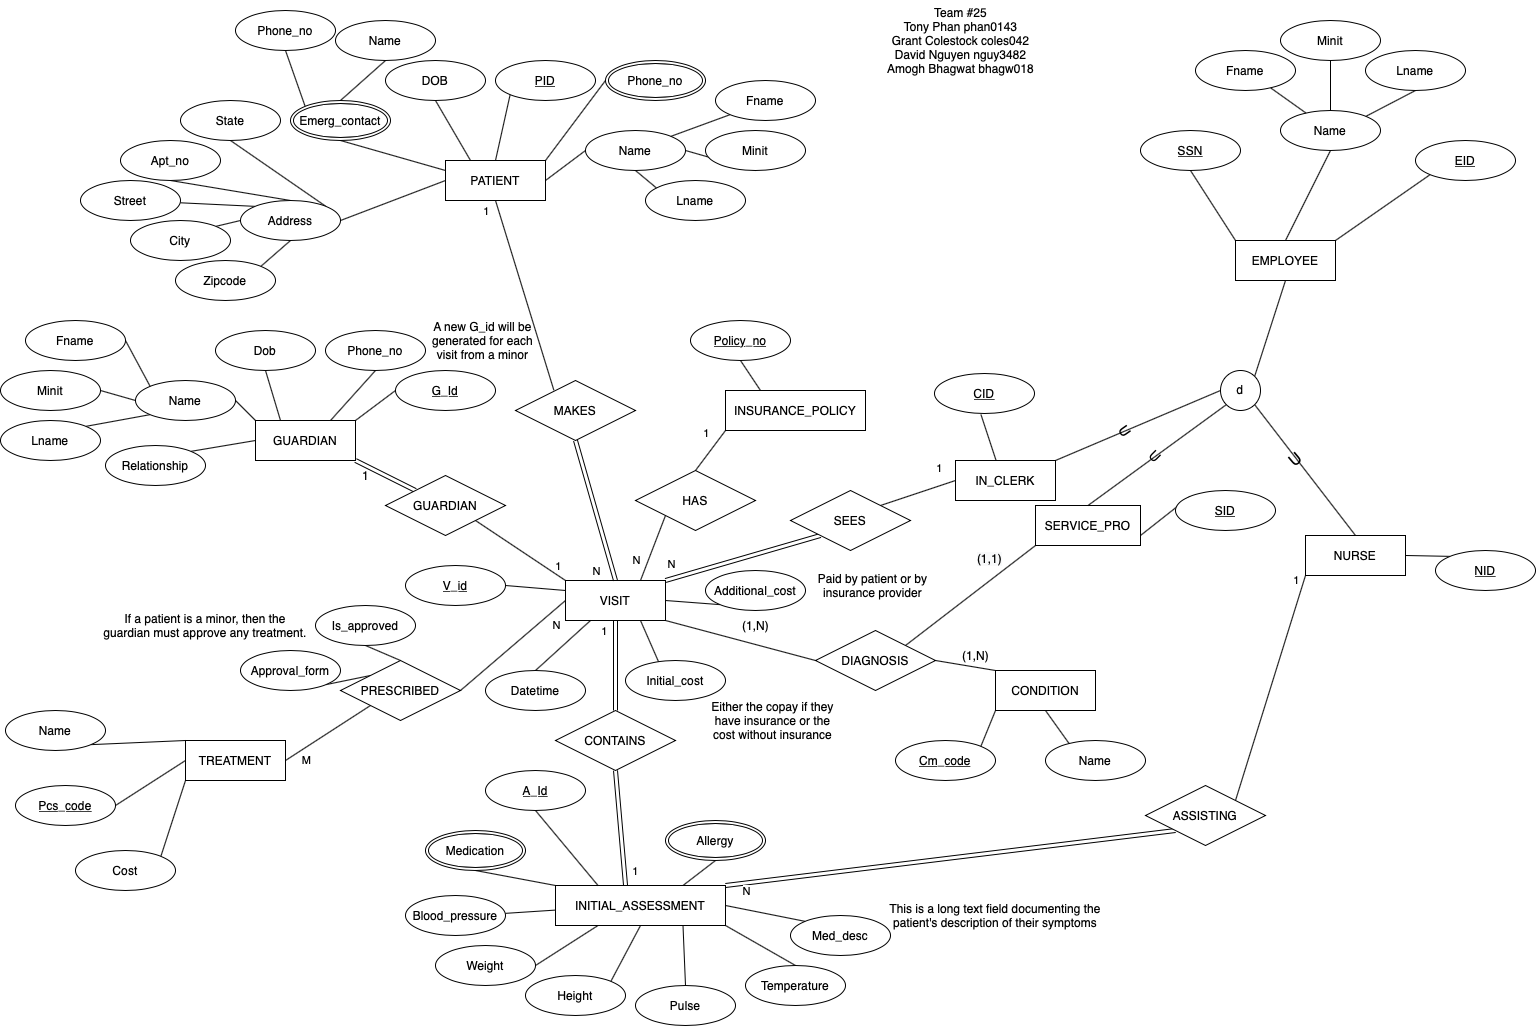 Team #25
Tony Phan phan0143
Grant Colestock coles042
David Nguyen nguy3482
Amogh Bhagwat bhagw018
Phone_no
Name
DOB
PID
Phone_no
Emerg_contact
State
Apt_no
Street
City
Zipcode
Address
PATIENT
1
Name
Fname
Minit
Lname
Minit
Fname
Lname
Name
SSN
EID
EMPLOYEE
d
A new G_id will be
generated for each
visit from a minor
Fname
Minit
Lname
Name
Dob
Phone_no
G_Id
Relationship
GUARDIAN
1
GUARDIAN
1
MAKES
N
Policy_no
INSURANCE_POLICY
1
HAS
N
CID
IN_CLERK
1
SEES
N
SERVICE_PRO
SID
(1,1)
NURSE
NID
1
V_id
VISIT
Additional_cost
Paid by patient or by
insurance provider
(1,N)
DIAGNOSIS
(1,N)
CONDITION
Cm_code
Name
N
1
Datetime
Initial_cost
Either the copay if they
have insurance or the
cost without insurance
If a patient is a minor, then the
guardian must approve any treatment.
Is_approved
Approval_form
PRESCRIBED
Name
TREATMENT
M
Pcs_code
Cost
CONTAINS
1
ASSISTING
N
A_Id
Medication
Allergy
INITIAL_ASSESSMENT
Blood_pressure
Weight
Height
Pulse
Temperature
Med_desc
This is a long text field documenting the
patient's description of their symptoms